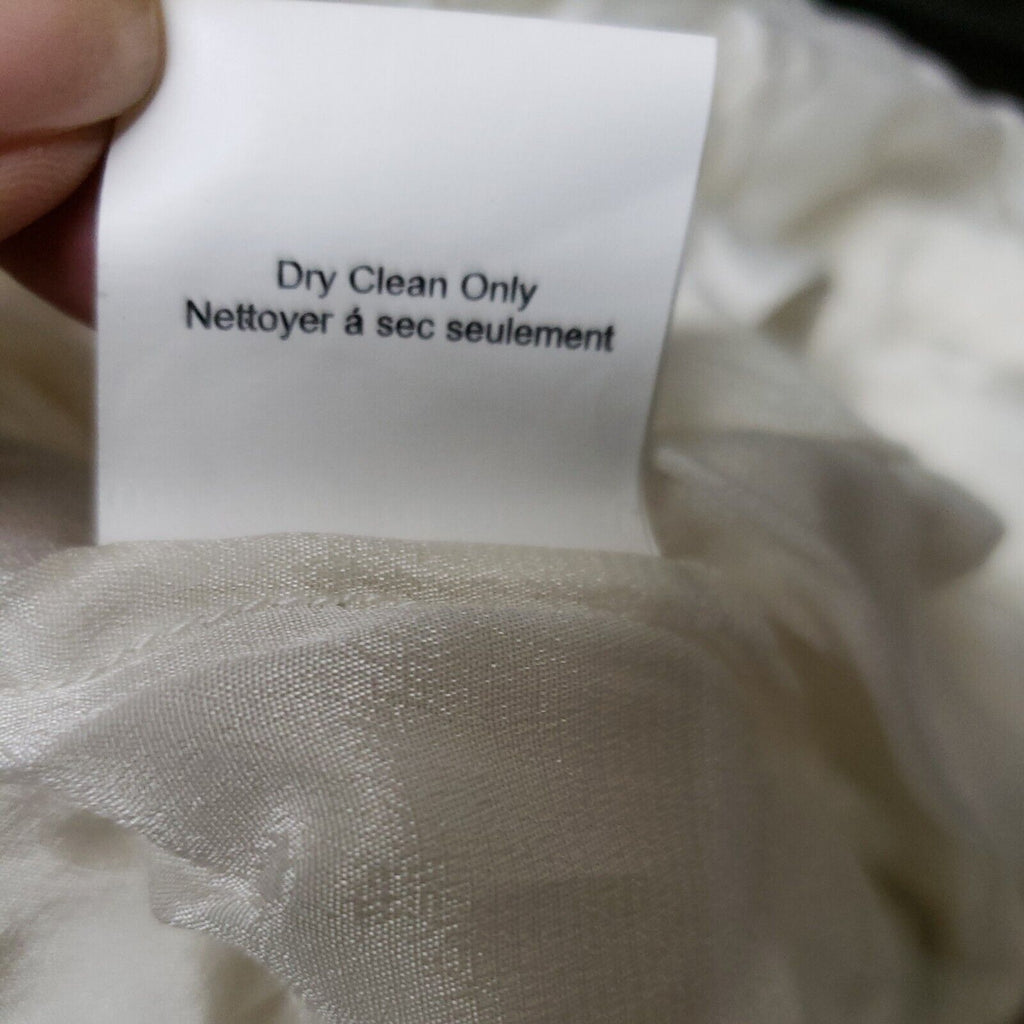 Dry Clean Only
Nettoyer á sec seulement